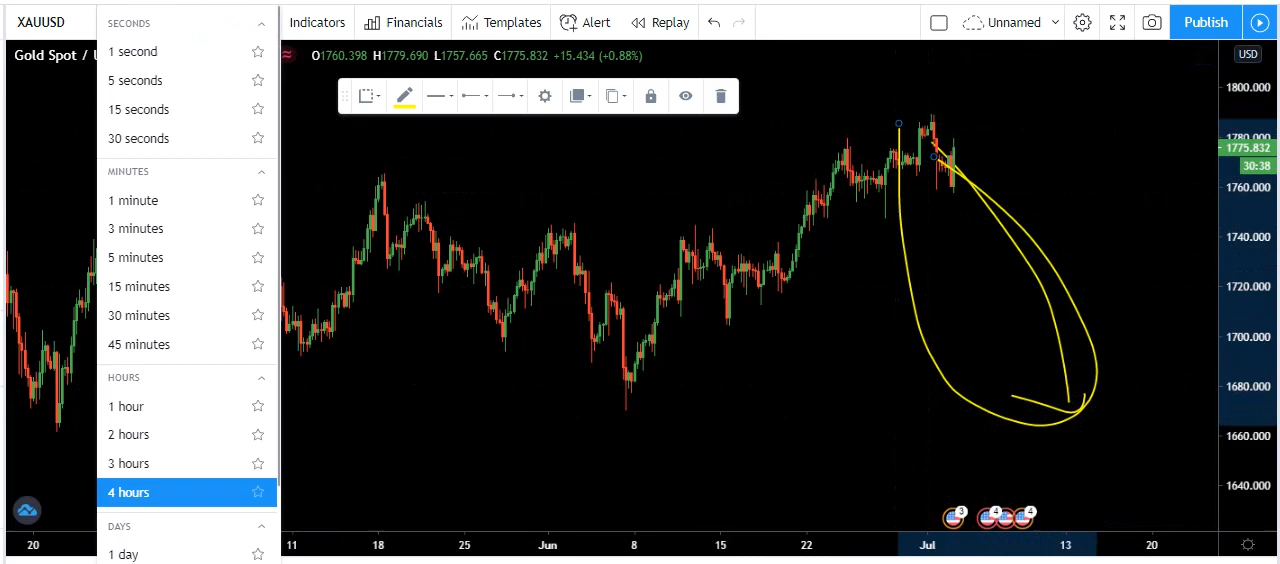 XAUUSD
Indicators
Financials
Templates
Alert
Replay
Unnamed
Publish
SECONDS
1 second
5 seconds
15 seconds
30 seconds
MINUTES
1 minute
3 minutes
5 minutes
15 minutes
30 minutes
45 minutes
HOURS
1 hour
2 hours
3 hours
4 hours
DAYS
1 day
Gold Spot /
O1760.398 H1779.690 L1757.665 C1775.832 +15.434 (+0.88%)
USD
1800.000
1775.832
30:38
1760.000
1740.000
1720.000
1700.000
1680.000
1660.000
1640.000
3
4
4
20
11
18
25
Jun
8
15
22
Jul
13
20